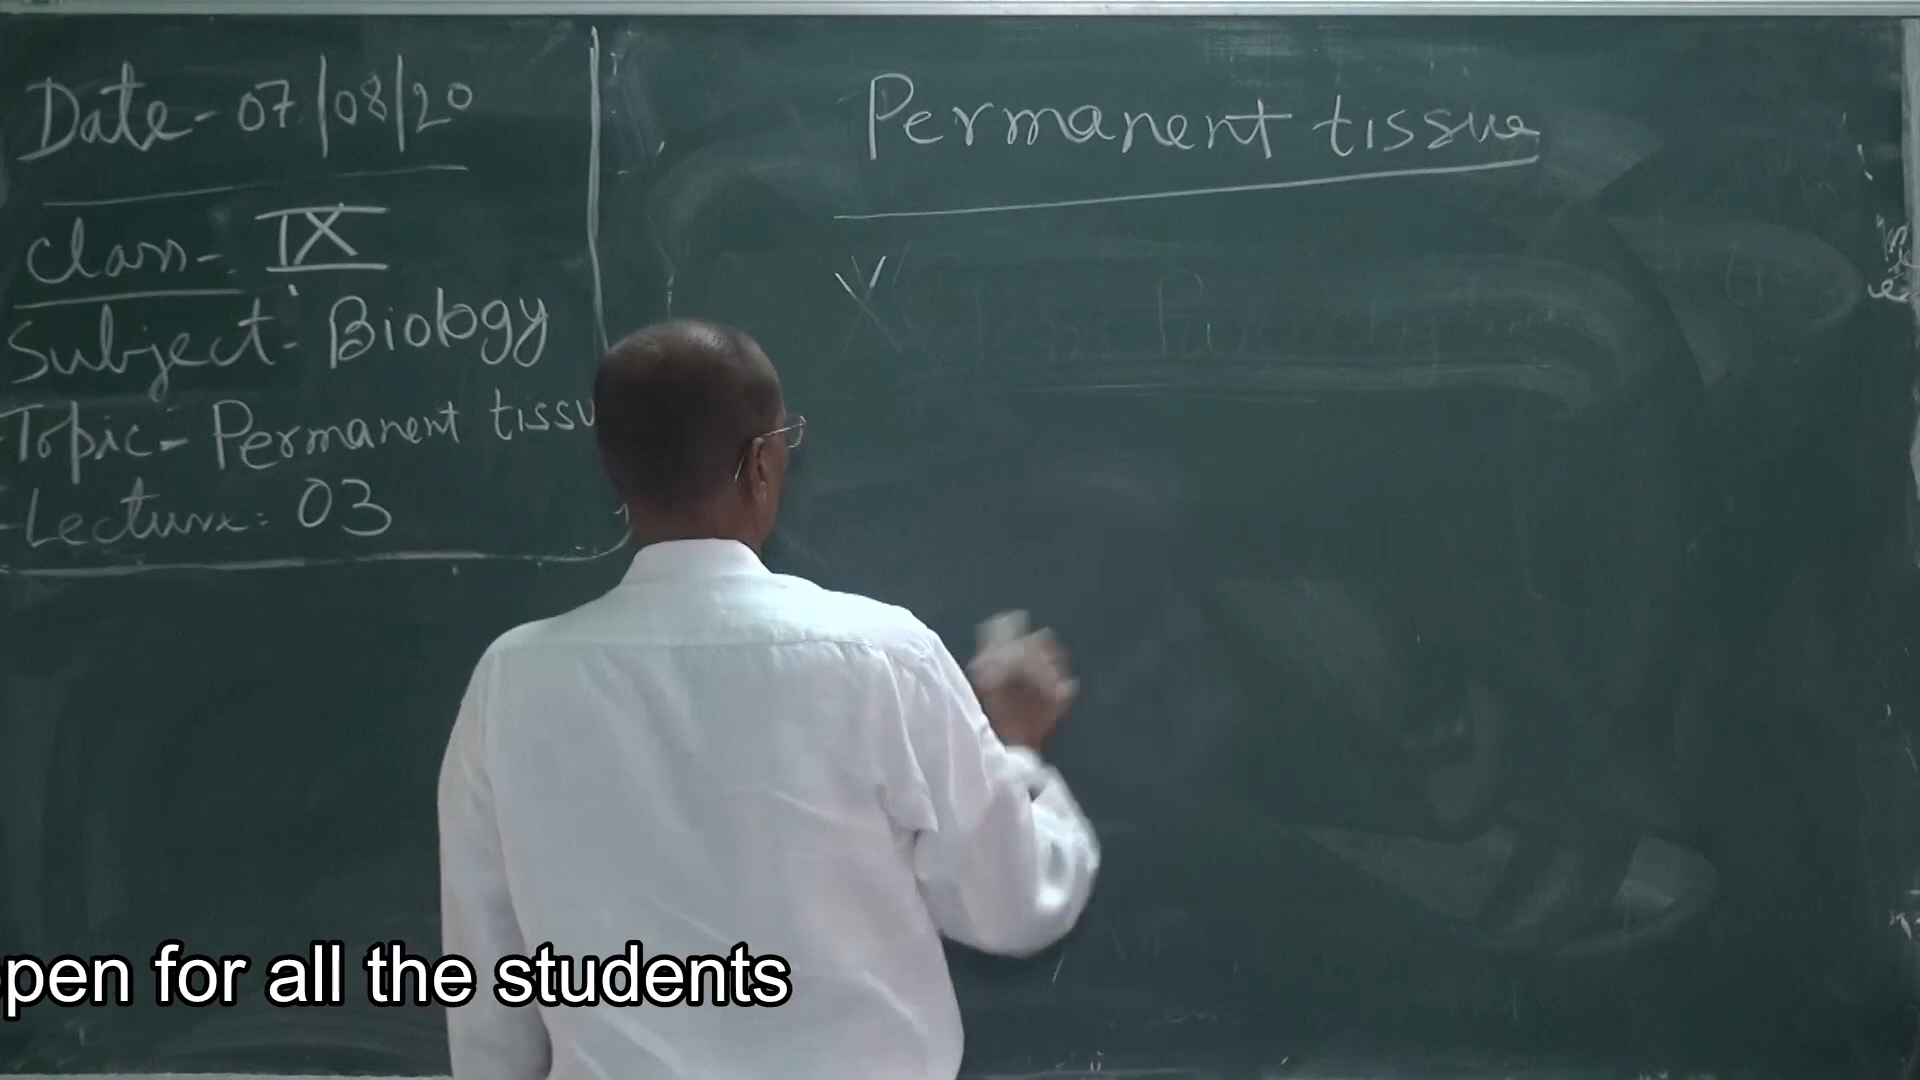 Date- 07/08/20
Class- IX
Subject- Biology
Topic- Permanent tissu
Lecture: 03
Permanent tissue
pen for all the students